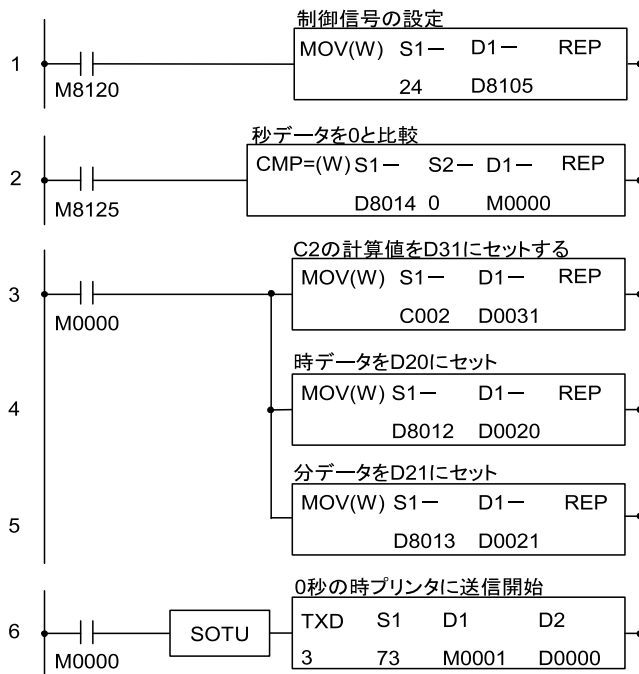 制御信号の設定
MOV(W) S1－ D1－ REP
1
M8120
24 D8105
秒データを0と比較
CMP=(W) S1－ S2－ D1－ REP
2
M8125
D8014 0 M0000
C2の計算値をD31にセットする
MOV(W) S1－ D1－ REP
3
M0000
C002 D0031
時データをD20にセット
MOV(W) S1－ D1－ REP
4
D8012 D0020
分データをD21にセット
MOV(W) S1－ D1－ REP
5
D8013 D0021
0秒の時プリンタに送信開始
TXD S1 D1 D2
6
SOTU
M0000
3 73 M0001 D0000